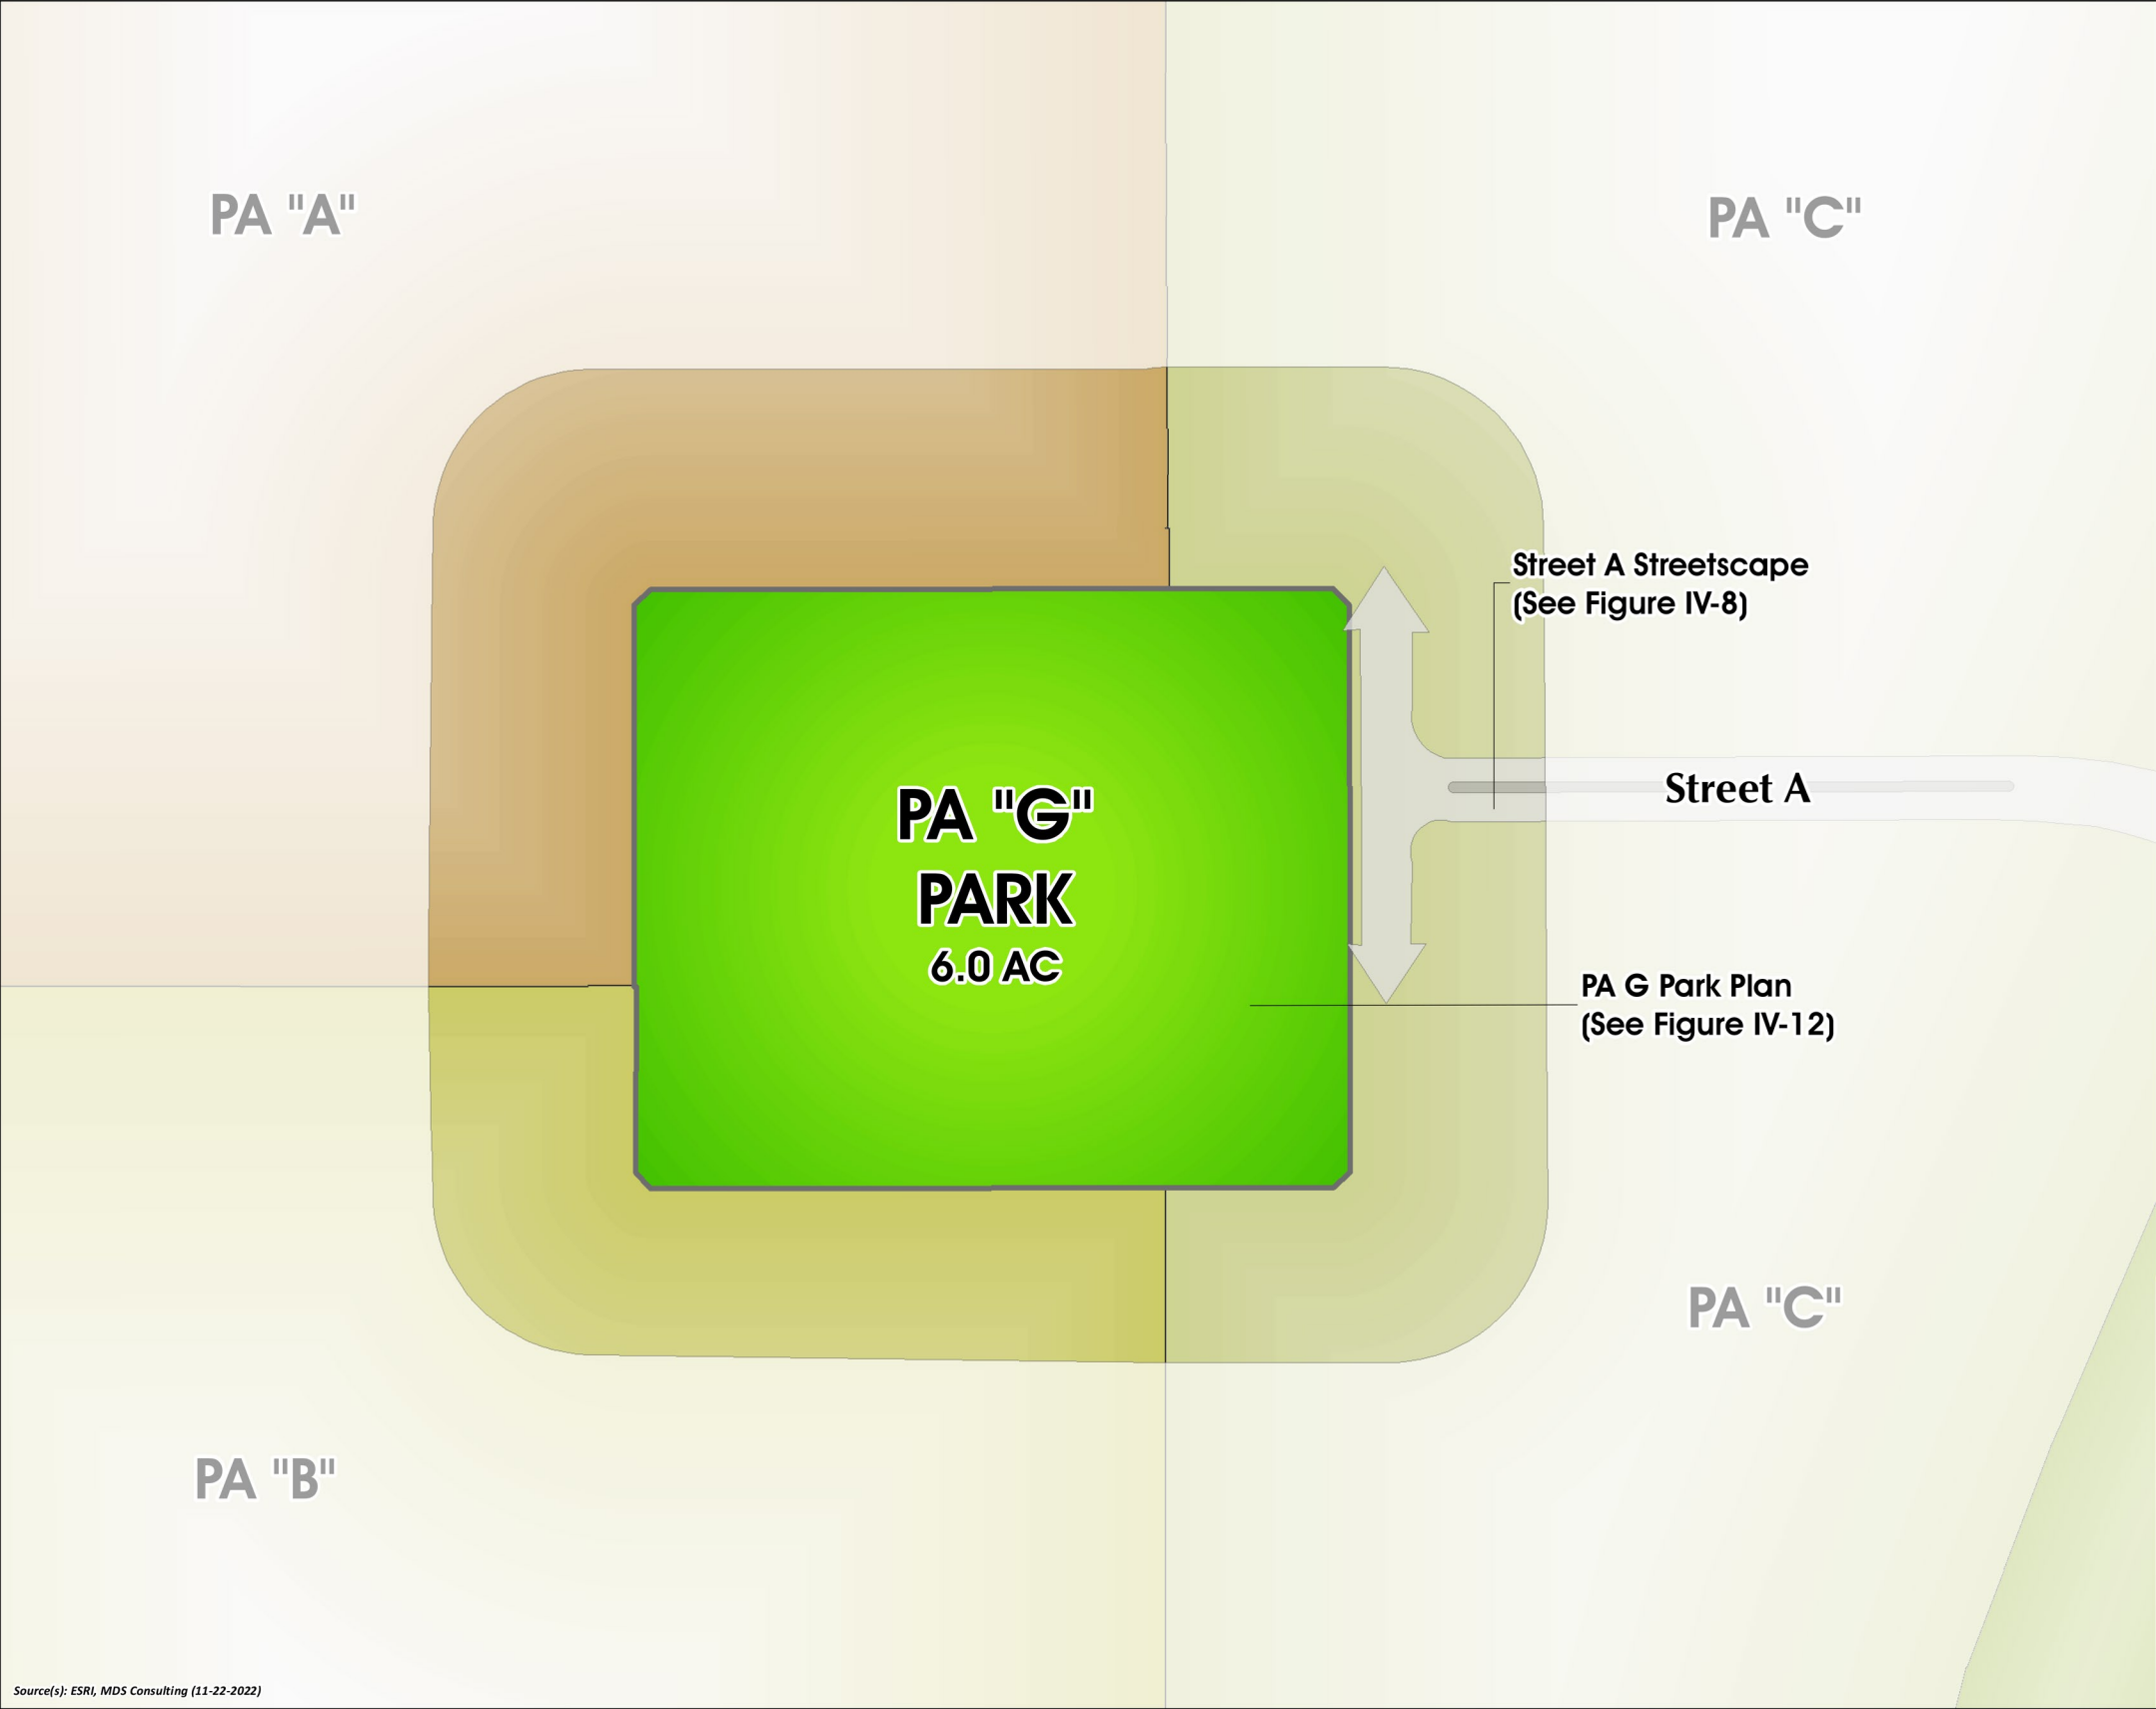 PA "A"
PA "C"
Street A Streetscape
(See Figure IV-8)
Street A
PA "G"
PARK
6.0 AC
PA G Park Plan
(See Figure IV-12)
PA "C"
PA "B"
Source(s): ESRI, MDS Consulting (11-22-2022)